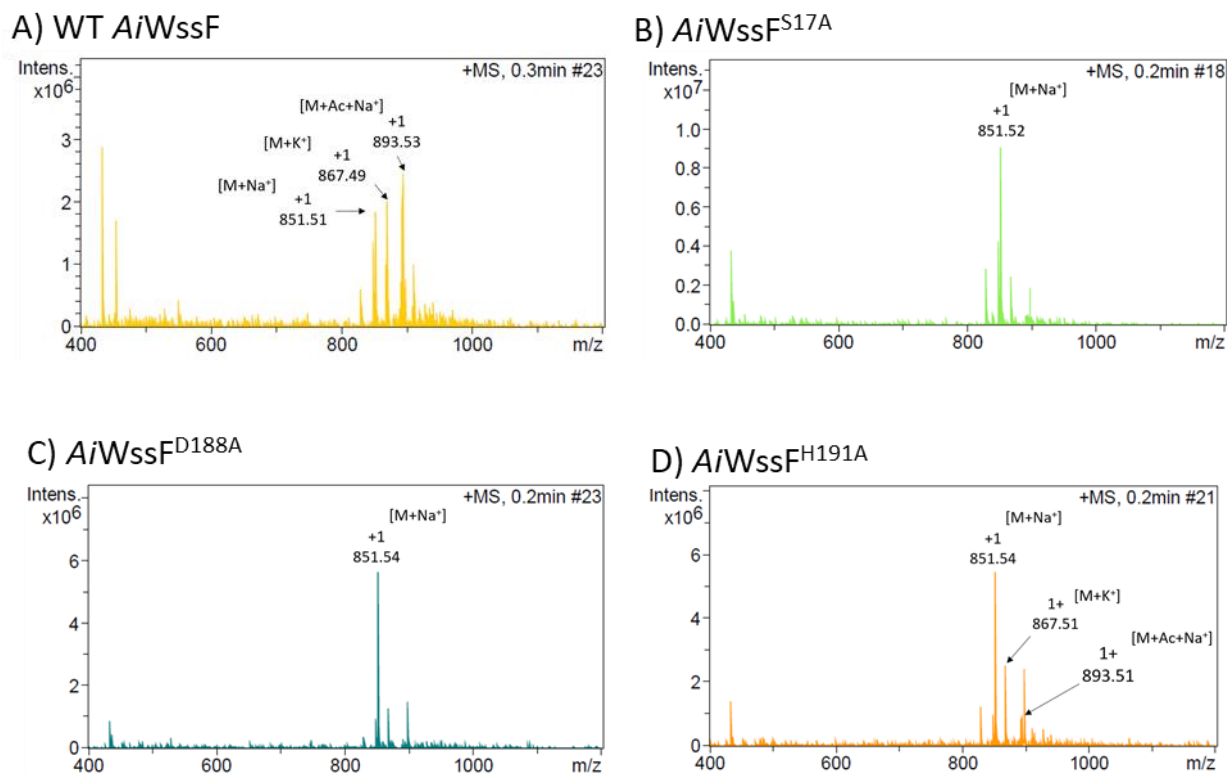 A) WT AiWssF
Intens.
x10⁶
+MS, 0.3min #23
[M+Ac+Na⁺]
+1
893.53
[M+K⁺]
+1
867.49
[M+Na⁺]
+1
851.51
3
2
1
0
400 600 800 1000 m/z
B) AiWssF^S17A
Intens.
x10⁷
+MS, 0.2min #18
[M+Na⁺]
+1
851.52
1.0
0.8
0.6
0.4
0.2
0.0
400 600 800 1000 m/z
C) AiWssF^D188A
Intens.
x10⁶
+MS, 0.2min #23
[M+Na⁺]
+1
851.54
6
4
2
0
400 600 800 1000 m/z
D) AiWssF^H191A
Intens.
x10⁶
+MS, 0.2min #21
[M+Na⁺]
+1
851.54
1+ [M+K⁺]
867.51
[M+Ac+Na⁺]
1+
893.51
6
4
2
0
400 600 800 1000 m/z